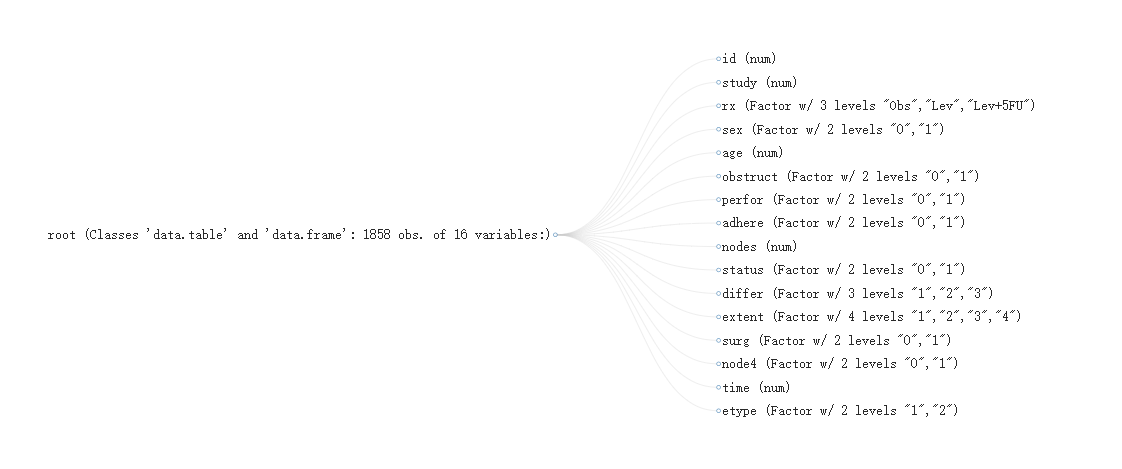 id (num)
study (num)
rx (Factor w/ 3 levels "Obs","Lev","Lev+5FU")
sex (Factor w/ 2 levels "0","1")
age (num)
obstruct (Factor w/ 2 levels "0","1")
perfor (Factor w/ 2 levels "0","1")
adhere (Factor w/ 2 levels "0","1")
root (Classes 'data.table' and 'data.frame': 1858 obs. of 16 variables:)
nodes (num)
status (Factor w/ 2 levels "0","1")
differ (Factor w/ 3 levels "1","2","3")
extent (Factor w/ 4 levels "1","2","3","4")
surg (Factor w/ 2 levels "0","1")
node4 (Factor w/ 2 levels "0","1")
time (num)
etype (Factor w/ 2 levels "1","2")